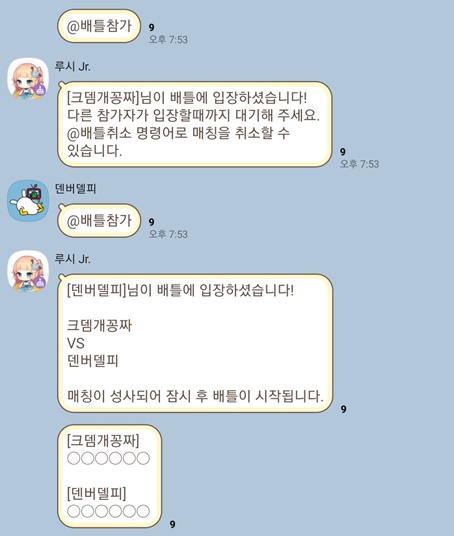 @배틀참가
9
오후 7:53
루시 Jr.
[크뎀개꽁짜]님이 배틀에 입장하셨습니다!
다른 참가자가 입장할때까지 대기해 주세요.
@배틀취소 명령어로 매칭을 취소할 수
있습니다.
9
오후 7:53
덴버델피
@배틀참가
9
오후 7:53
루시 Jr.
[덴버델피]님이 배틀에 입장하셨습니다!
크뎀개꽁짜
VS
덴버델피
매칭이 성사되어 잠시 후 배틀이 시작됩니다.
9
[크뎀개꽁짜]
○○○○○○
[덴버델피]
○○○○○○
9